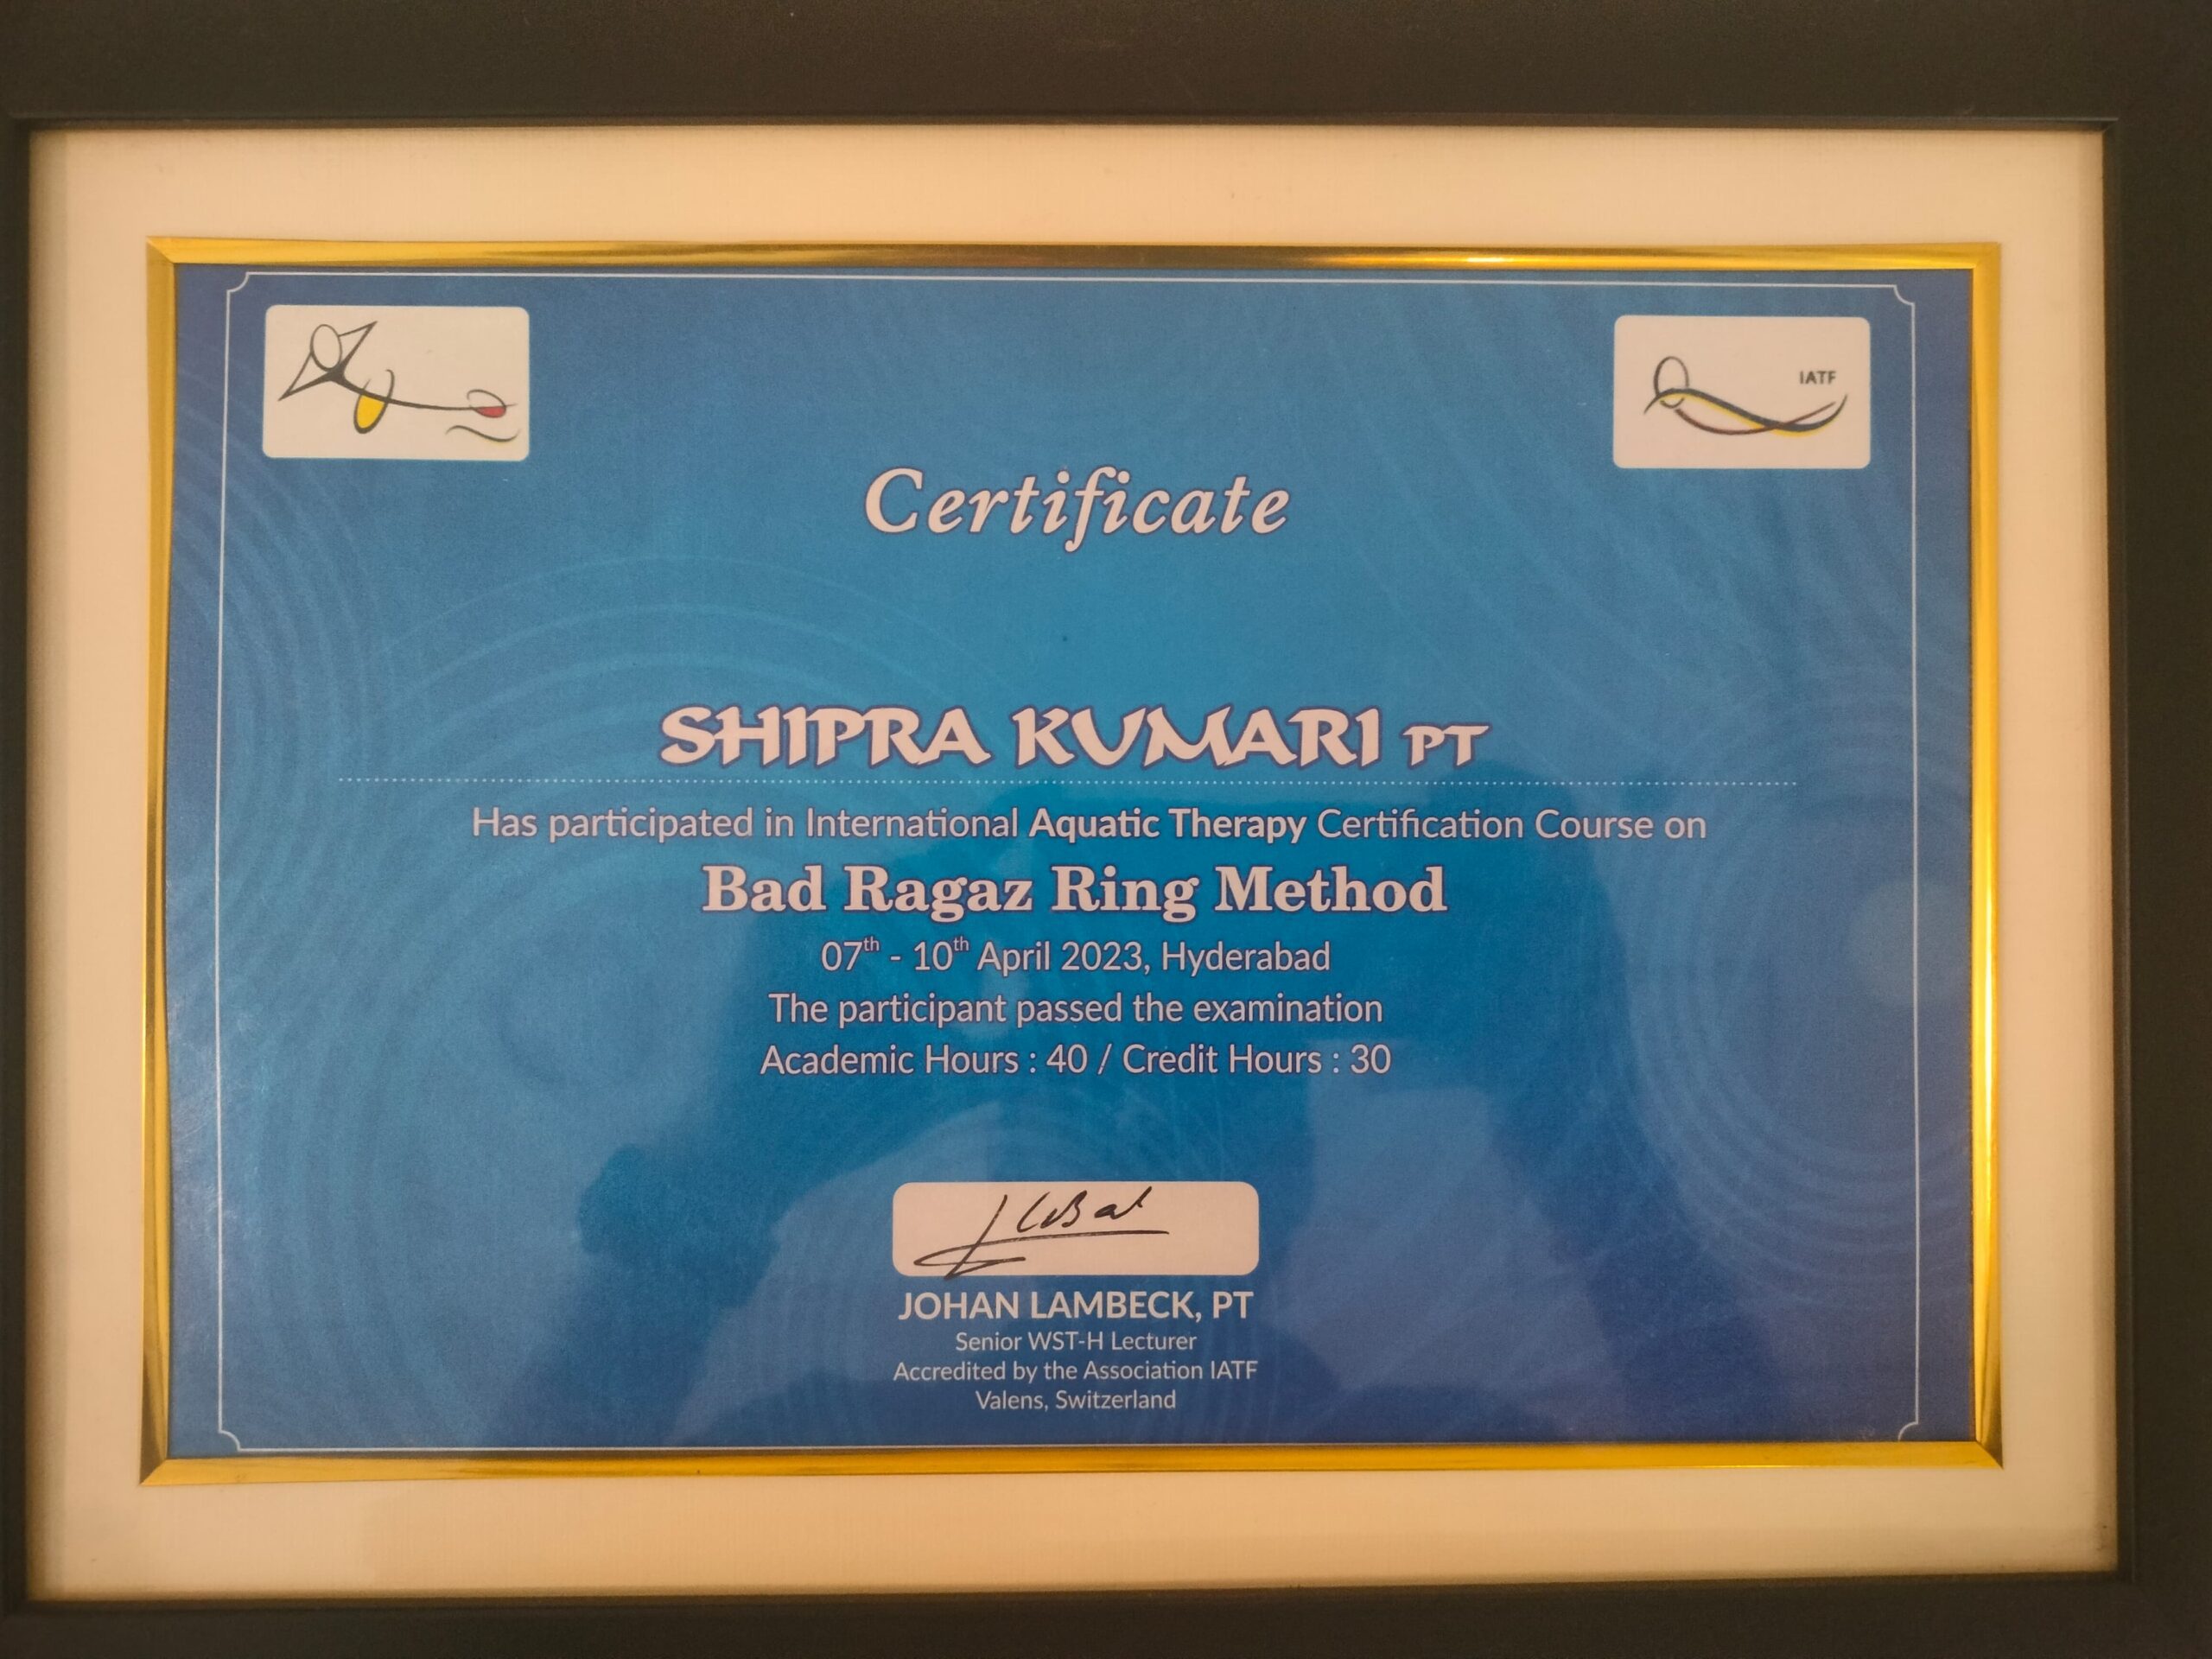 IATF
Certificate
SHIPRA KUMARI PT
Has participated in International Aquatic Therapy Certification Course on
Bad Ragaz Ring Method
07th - 10th April 2023, Hyderabad
The participant passed the examination
Academic Hours : 40 / Credit Hours : 30
JOHAN LAMBECK, PT
Senior WST-H Lecturer
Accredited by the Association IATF
Valens, Switzerland